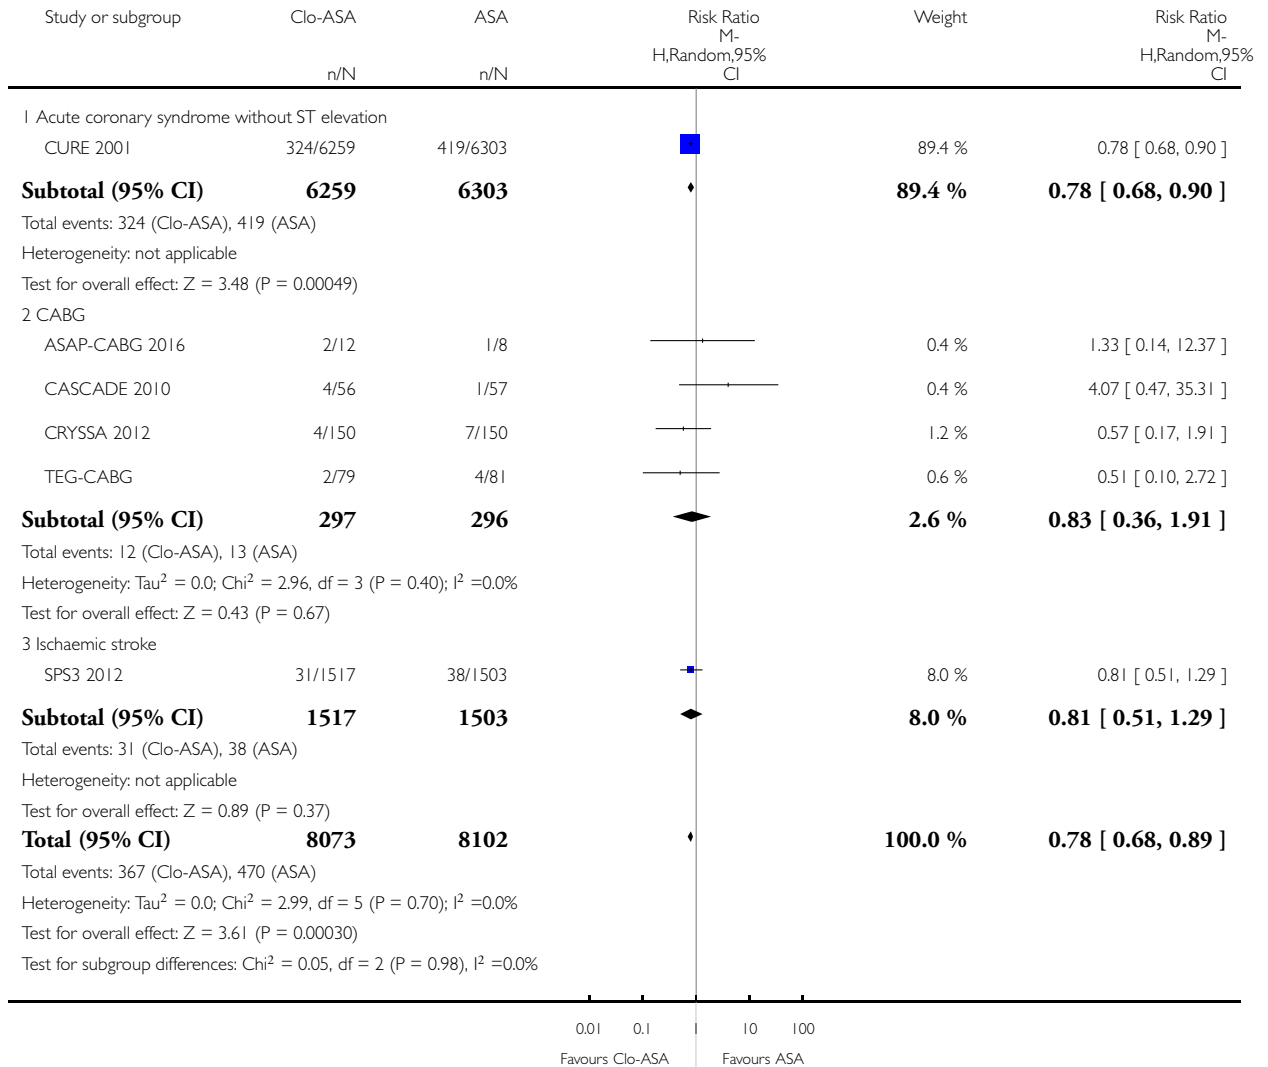 Study or subgroup Clo-ASA ASA Risk Ratio Weight Risk Ratio
M- M-
H,Random,95% H,Random,95%
n/N n/N CI CI
1 Acute coronary syndrome without ST elevation
CURE 2001 324/6259 419/6303 89.4 % 0.78 [ 0.68, 0.90 ]
Subtotal (95% CI) 6259 6303 89.4 % 0.78 [ 0.68, 0.90 ]
Total events: 324 (Clo-ASA), 419 (ASA)
Heterogeneity: not applicable
Test for overall effect: Z = 3.48 (P = 0.00049)
2 CABG
ASAP-CABG 2016 2/12 1/8 0.4 % 1.33 [ 0.14, 12.37 ]
CASCADE 2010 4/56 1/57 0.4 % 4.07 [ 0.47, 35.31 ]
CRYSSA 2012 4/150 7/150 1.2 % 0.57 [ 0.17, 1.91 ]
TEG-CABG 2/79 4/81 0.6 % 0.51 [ 0.10, 2.72 ]
Subtotal (95% CI) 297 296 2.6 % 0.83 [ 0.36, 1.91 ]
Total events: 12 (Clo-ASA), 13 (ASA)
Heterogeneity: Tau² = 0.0; Chi² = 2.96, df = 3 (P = 0.40); I² =0.0%
Test for overall effect: Z = 0.43 (P = 0.67)
3 Ischaemic stroke
SPS3 2012 31/1517 38/1503 8.0 % 0.81 [ 0.51, 1.29 ]
Subtotal (95% CI) 1517 1503 8.0 % 0.81 [ 0.51, 1.29 ]
Total events: 31 (Clo-ASA), 38 (ASA)
Heterogeneity: not applicable
Test for overall effect: Z = 0.89 (P = 0.37)
Total (95% CI) 8073 8102 100.0 % 0.78 [ 0.68, 0.89 ]
Total events: 367 (Clo-ASA), 470 (ASA)
Heterogeneity: Tau² = 0.0; Chi² = 2.99, df = 5 (P = 0.70); I² =0.0%
Test for overall effect: Z = 3.61 (P = 0.00030)
Test for subgroup differences: Chi² = 0.05, df = 2 (P = 0.98), I² =0.0%
0.01 0.1 1 10 100
Favours Clo-ASA Favours ASA